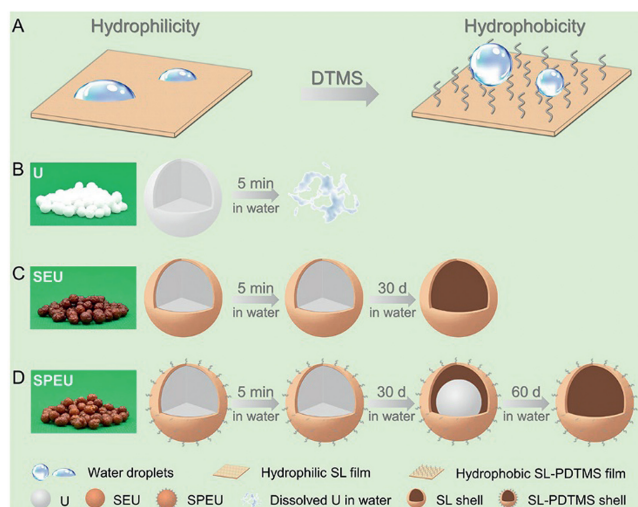 A
Hydrophilicity
Hydrophobicity
DTMS
B
U
5 min
in water
C
SEU
5 min
in water
30 d
in water
D
SPEU
5 min
in water
30 d
in water
60 d
in water
Water droplets
Hydrophilic SL film
Hydrophobic SL-PDTMS film
U
SEU
SPEU
Dissolved U in water
SL shell
SL-PDTMS shell